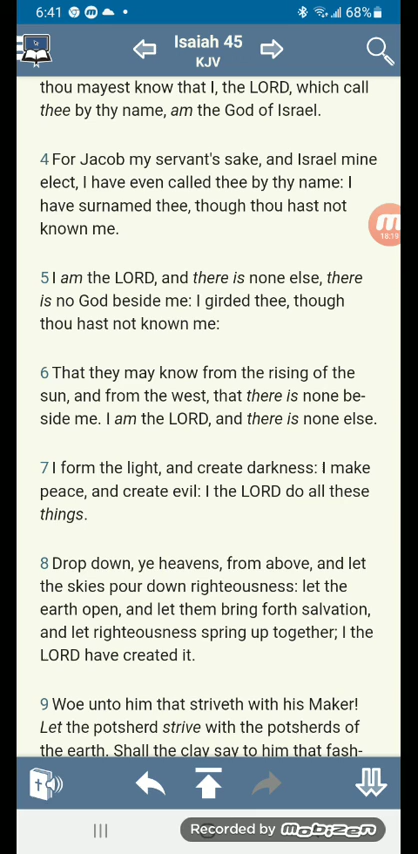 6:41
68%
Isaiah 45
KJV
thou mayest know that I, the LORD, which call
thee by thy name, am the God of Israel.
4 For Jacob my servant's sake, and Israel mine
elect, I have even called thee by thy name: I
have surnamed thee, though thou hast not
known me.
18:19
5 I am the LORD, and there is none else, there
is no God beside me: I girded thee, though
thou hast not known me:
6 That they may know from the rising of the
sun, and from the west, that there is none be-
side me. I am the LORD, and there is none else.
7 I form the light, and create darkness: I make
peace, and create evil: I the LORD do all these
things.
8 Drop down, ye heavens, from above, and let
the skies pour down righteousness: let the
earth open, and let them bring forth salvation,
and let righteousness spring up together; I the
LORD have created it.
9 Woe unto him that striveth with his Maker!
Let the potsherd strive with the potsherds of
the earth. Shall the clay say to him that fash-
Recorded by mobizen